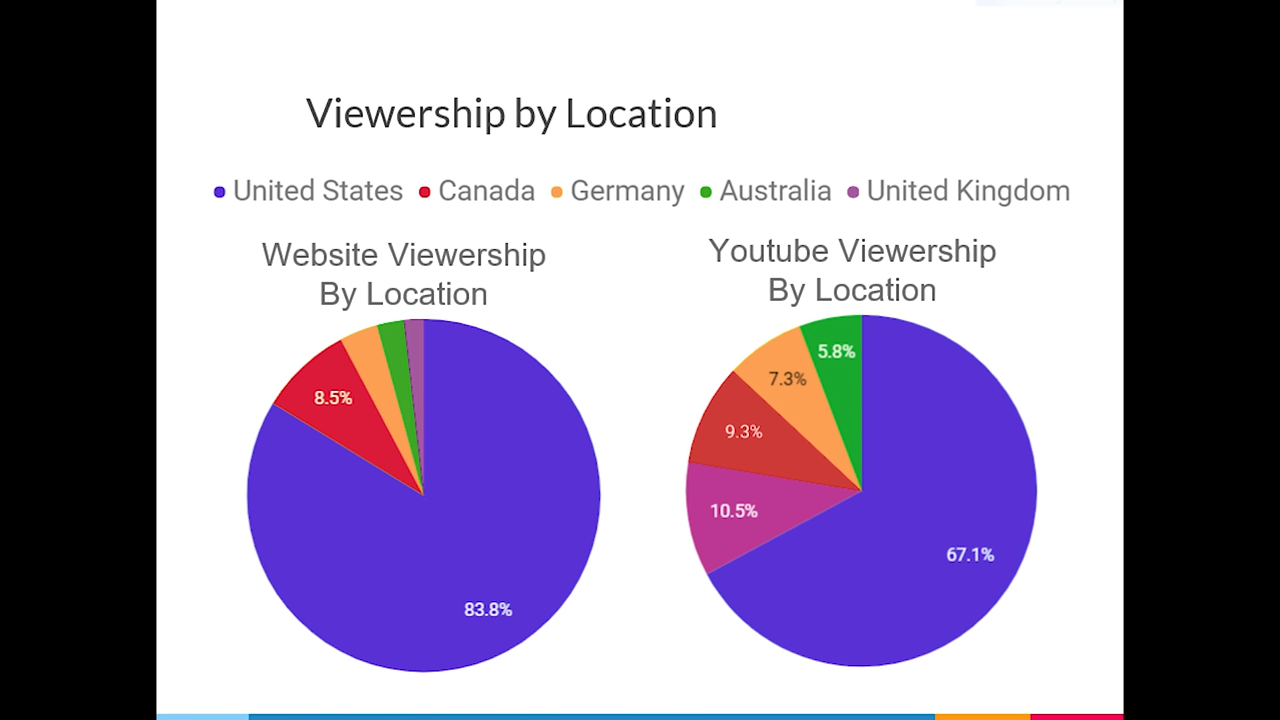 Viewership by Location
United States Canada Germany Australia United Kingdom
Website Viewership
By Location
8.5%
83.8%
Youtube Viewership
By Location
5.8%
7.3%
9.3%
10.5%
67.1%